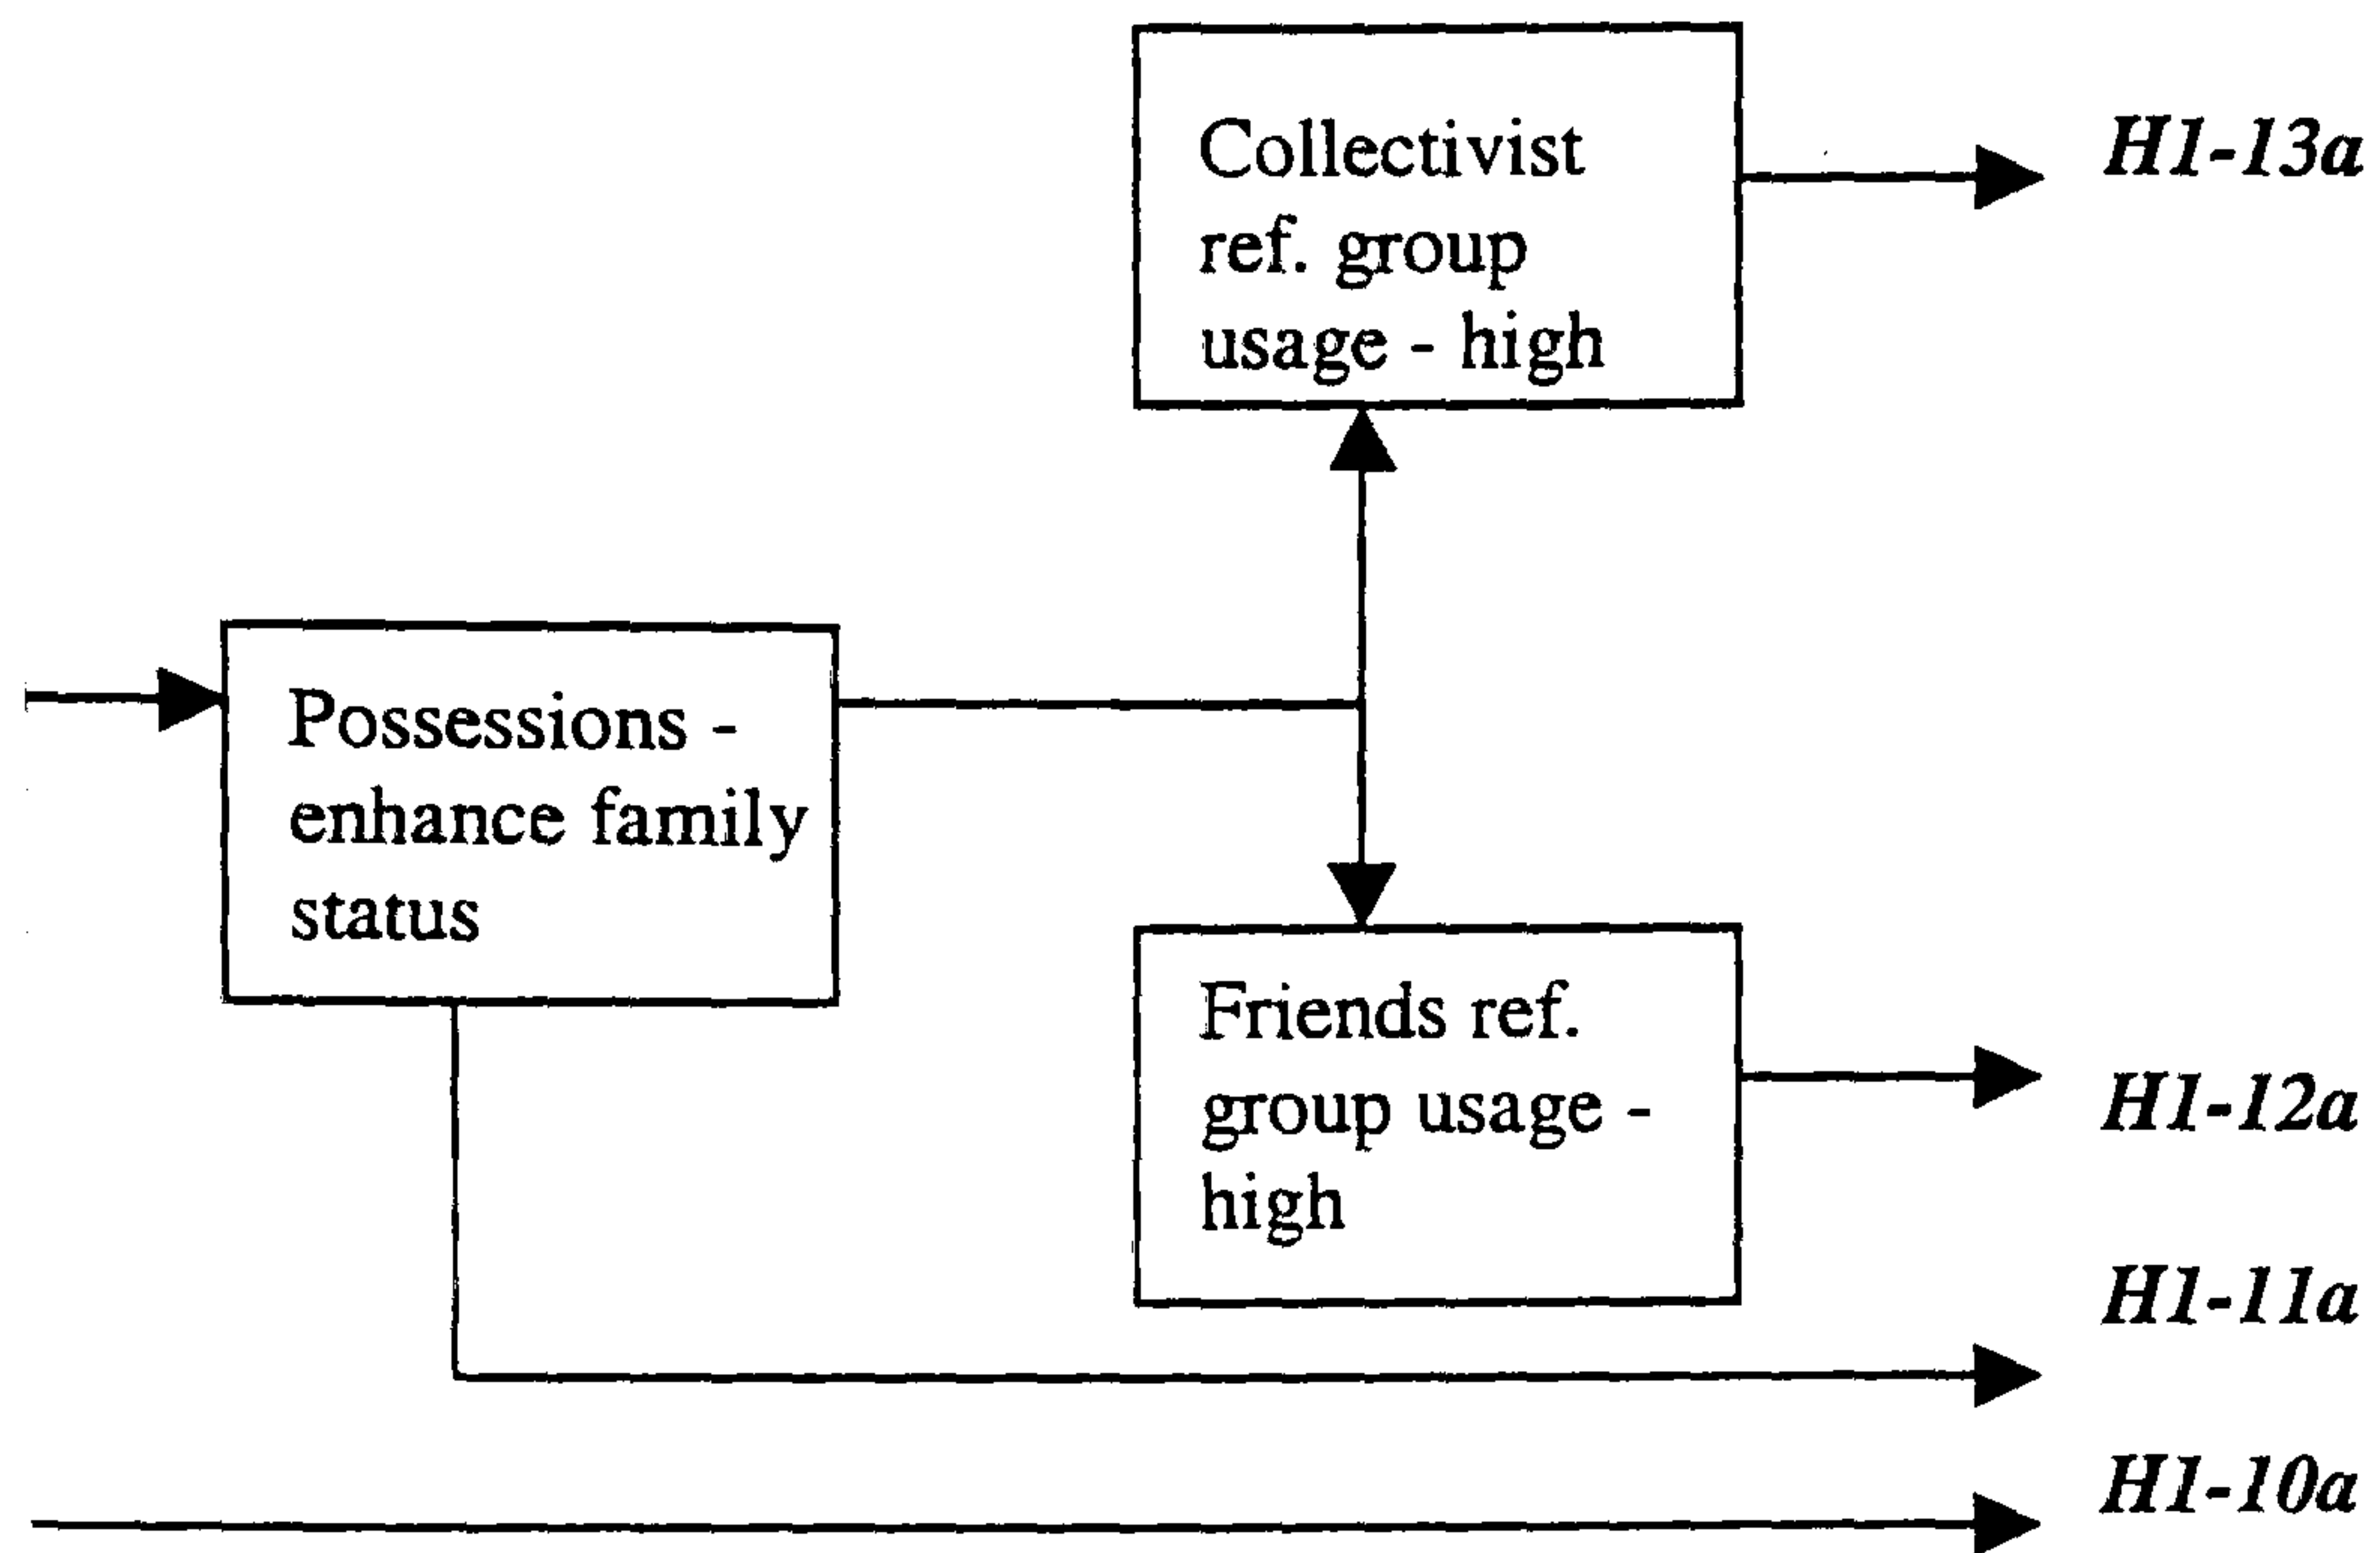 Collectivist
ref. group
usage - high
H1-13a
Possessions -
enhance family
status
Friends ref.
group usage -
high
H1-12a
H1-11a
H1-10a